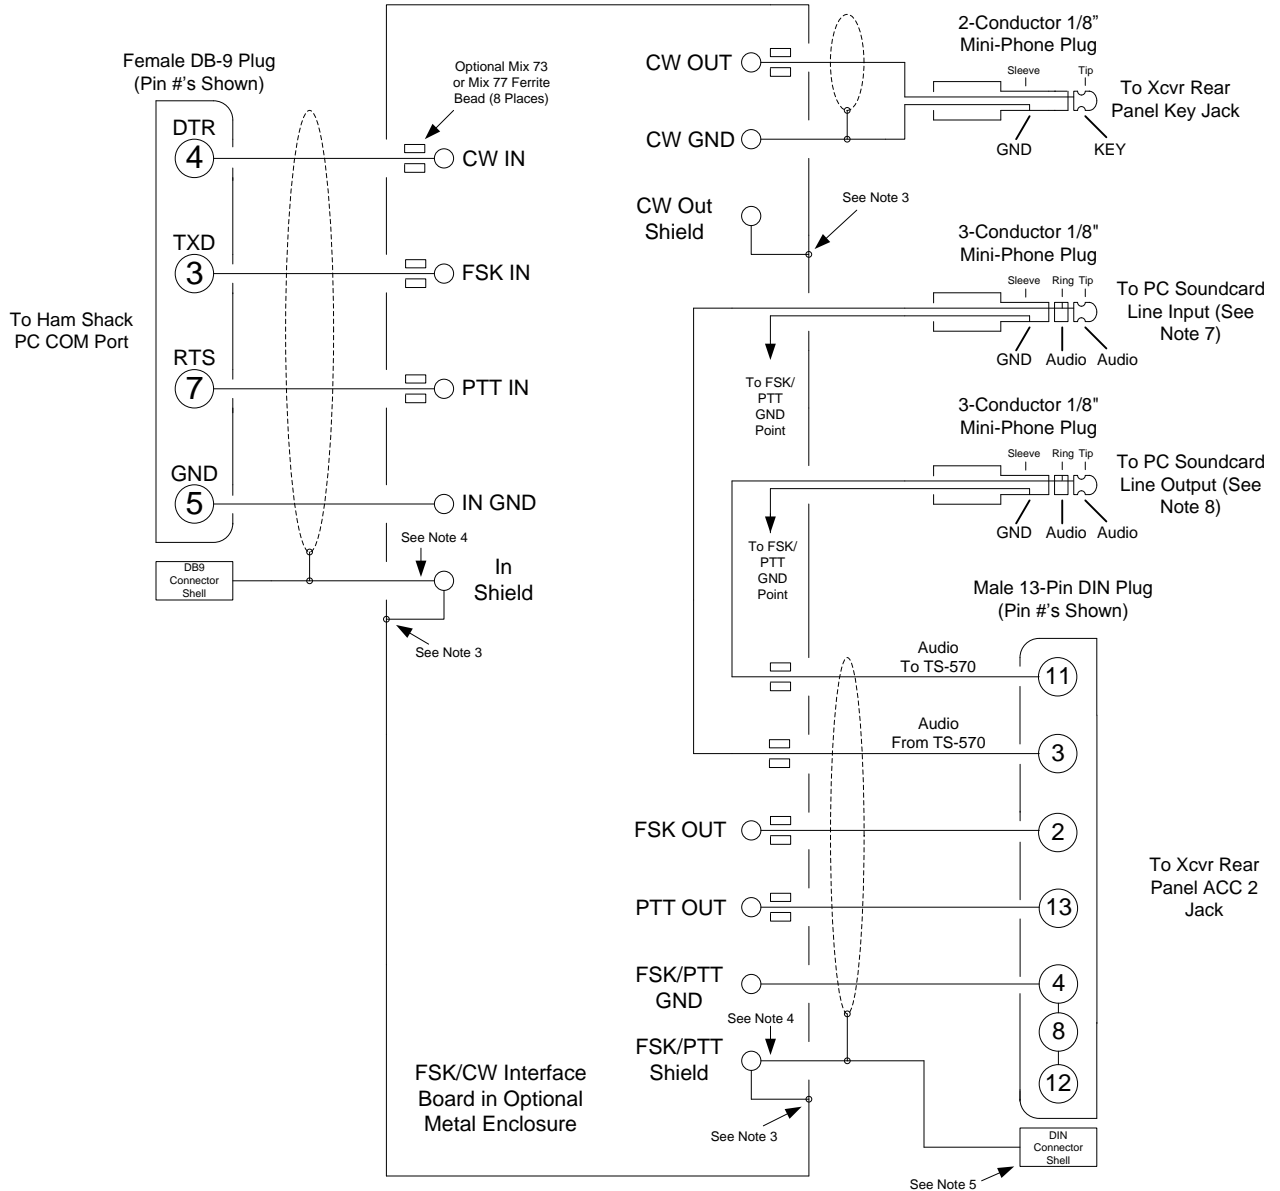 Female DB-9 Plug
(Pin #'s Shown)
DTR
4
TXD
3
RTS
7
GND
5
To Ham Shack
PC COM Port
DB9
Connector
Shell
Optional Mix 73
or Mix 77 Ferrite
Bead (8 Places)
CW IN
FSK IN
PTT IN
IN GND
See Note 4
In
Shield
See Note 3
FSK/CW Interface
Board in Optional
Metal Enclosure
CW OUT
CW GND
CW Out
Shield
See Note 3
2-Conductor 1/8”
Mini-Phone Plug
Sleeve
Tip
GND
KEY
To Xcvr Rear
Panel Key Jack
3-Conductor 1/8"
Mini-Phone Plug
Sleeve
Ring
Tip
GND
Audio
Audio
To PC Soundcard
Line Input (See
Note 7)
To FSK/
PTT
GND
Point
3-Conductor 1/8"
Mini-Phone Plug
Sleeve
Ring
Tip
GND
Audio
Audio
To PC Soundcard
Line Output (See
Note 8)
To FSK/
PTT
GND
Point
Male 13-Pin DIN Plug
(Pin #'s Shown)
Audio
To TS-570
11
Audio
From TS-570
3
FSK OUT
2
PTT OUT
13
FSK/PTT
GND
4
8
12
See Note 4
FSK/PTT
Shield
See Note 3
To Xcvr Rear
Panel ACC 2
Jack
DIN
Connector
Shell
See Note 5